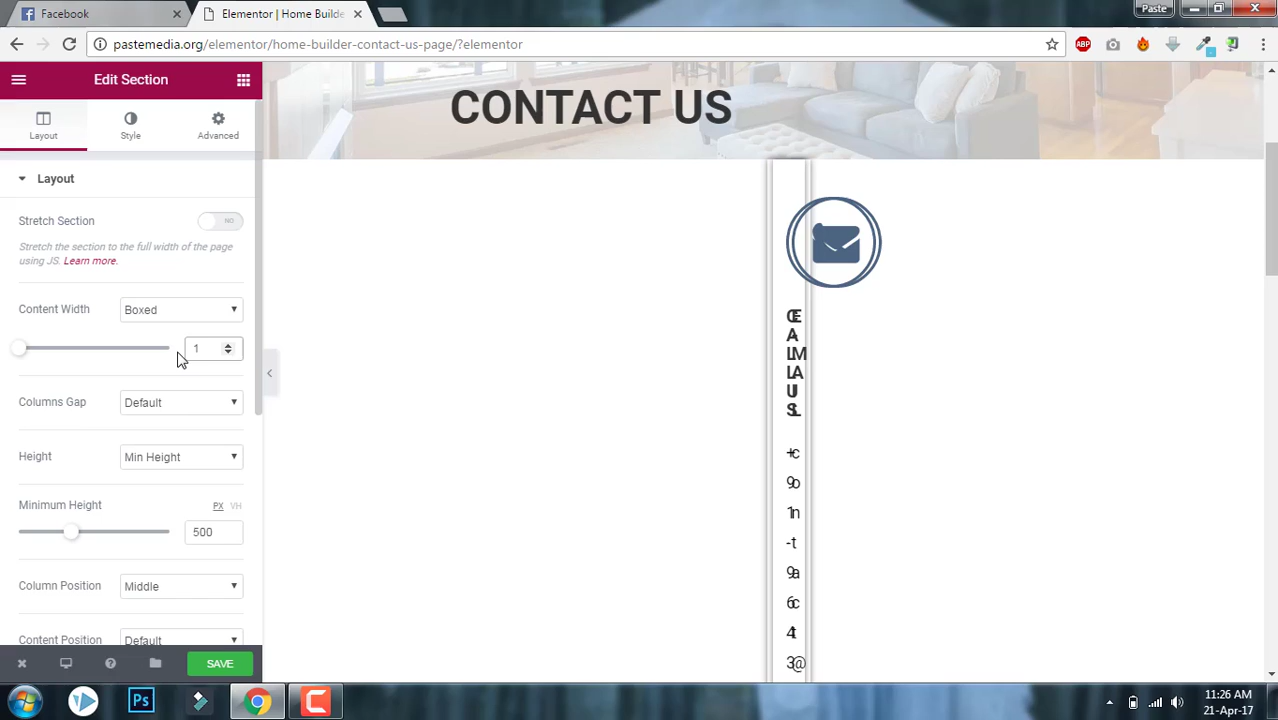 Facebook
Elementor | Home Builder
Paste
pastemedia.org/elementor/home-builder-contact-us-page/?elementor
ABP
Edit Section
Layout
Style
Advanced
Layout
Stretch Section
NO
Stretch the section to the full width of the page
using JS. Learn more.
Content Width
Boxed
1
Columns Gap
Default
Height
Min Height
Minimum Height
PX VH
500
Column Position
Middle
Content Position
Default
SAVE
CONTACT US
Ps
11:26 AM
21-Apr-17